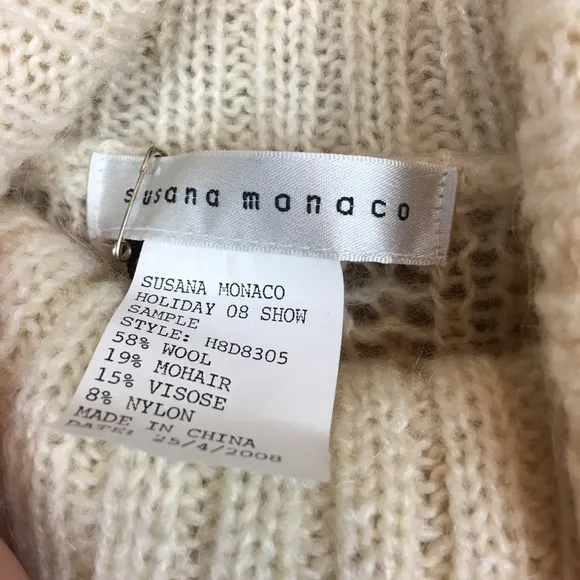 susana monaco
SUSANA MONACO
HOLIDAY 08 SHOW
SAMPLE
STYLE: H8D8305
58% WOOL
19% MOHAIR
15% VISOSE
8% NYLON
MADE IN CHINA
DATE: 25/4/2008